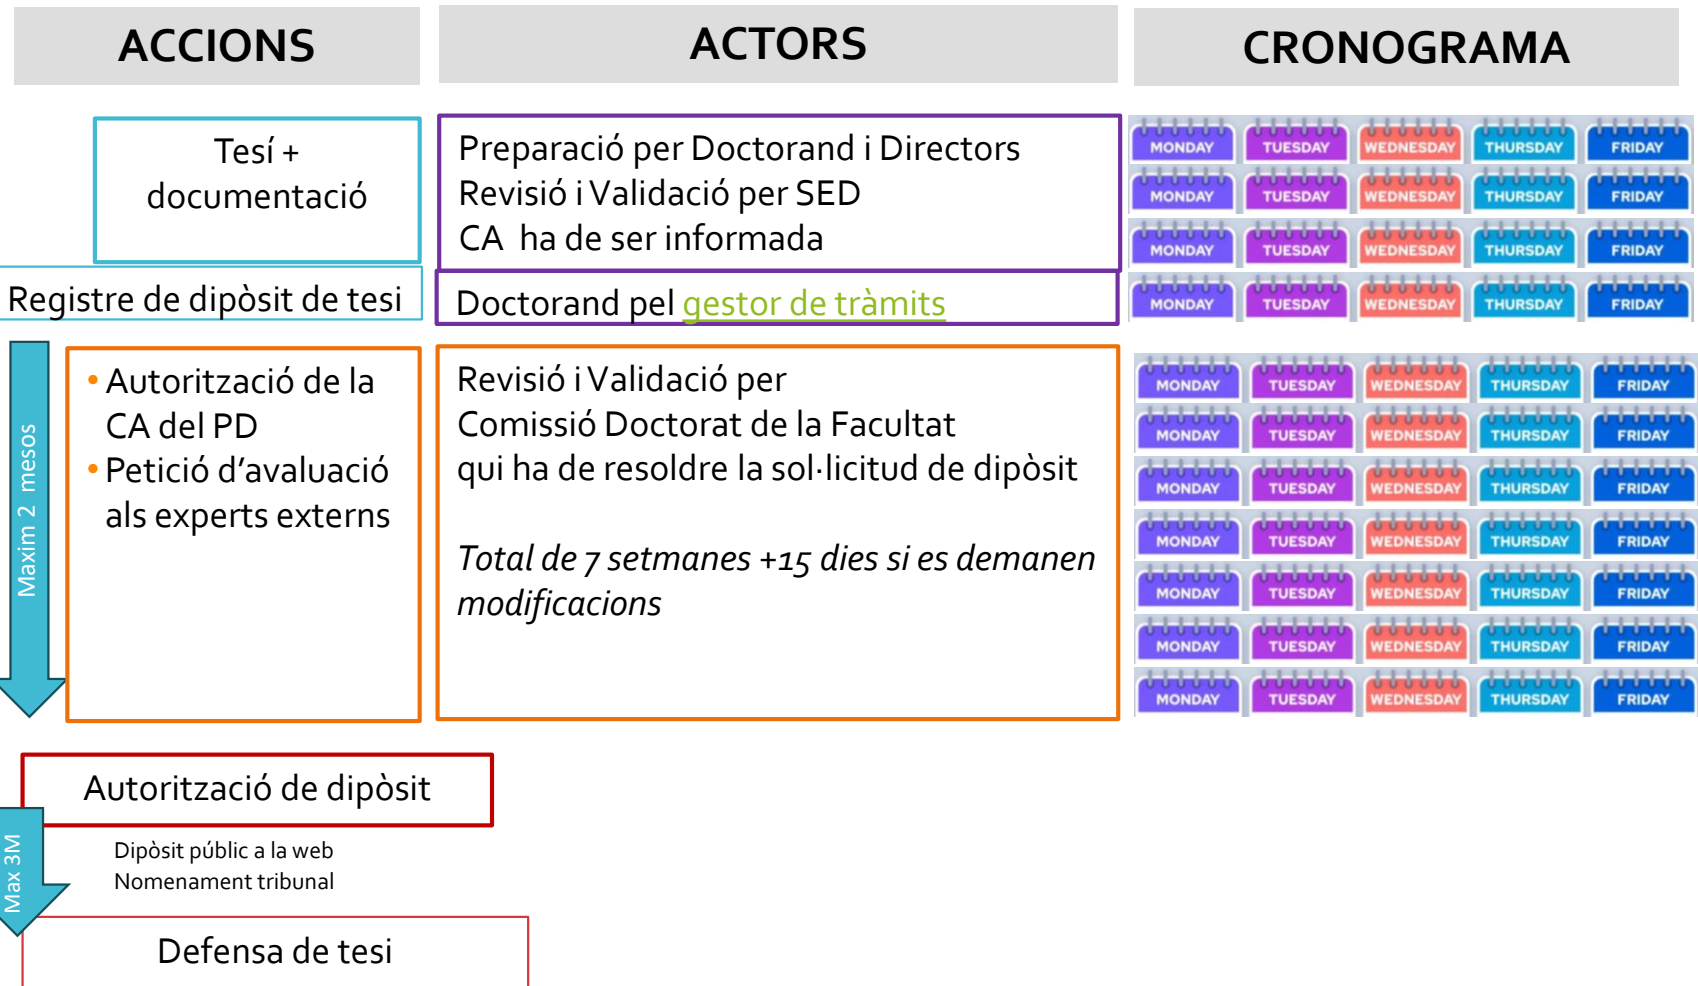 ACCIONS
ACTORS
CRONOGRAMA
Tesí +
documentació
Preparació per Doctorand i Directors
Revisió i Validació per SED
CA ha de ser informada
MONDAY TUESDAY WEDNESDAY THURSDAY FRIDAY
MONDAY TUESDAY WEDNESDAY THURSDAY FRIDAY
MONDAY TUESDAY WEDNESDAY THURSDAY FRIDAY
Registre de dipòsit de tesi
Doctorand pel gestor de tràmits
MONDAY TUESDAY WEDNESDAY THURSDAY FRIDAY
Maxim 2 mesos
• Autorització de la
CA del PD
• Petició d’avaluació
als experts externs
Revisió i Validació per
Comissió Doctorat de la Facultat
qui ha de resoldre la sol·licitud de dipòsit
Total de 7 setmanes +15 dies si es demanen
modificacions
MONDAY TUESDAY WEDNESDAY THURSDAY FRIDAY
MONDAY TUESDAY WEDNESDAY THURSDAY FRIDAY
MONDAY TUESDAY WEDNESDAY THURSDAY FRIDAY
MONDAY TUESDAY WEDNESDAY THURSDAY FRIDAY
MONDAY TUESDAY WEDNESDAY THURSDAY FRIDAY
MONDAY TUESDAY WEDNESDAY THURSDAY FRIDAY
MONDAY TUESDAY WEDNESDAY THURSDAY FRIDAY
Autorització de dipòsit
Max 3M
Dipòsit públic a la web
Nomenament tribunal
Defensa de tesi